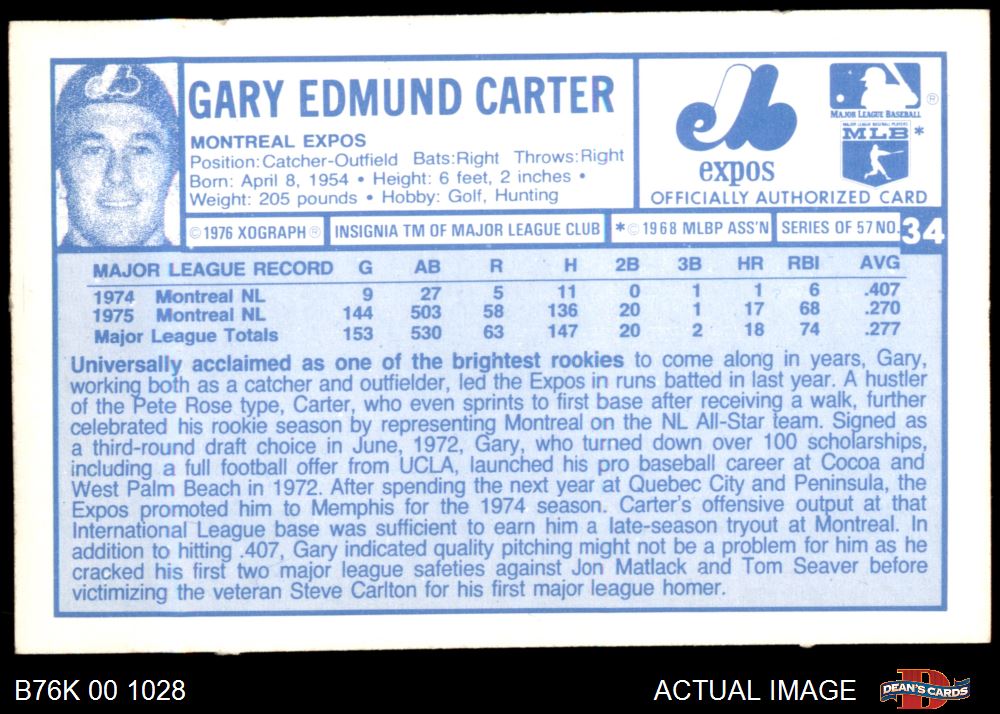 GARY EDMUND CARTER
MONTREAL EXPOS
Position:Catcher-Outfield Bats:Right Throws:Right
Born: April 8, 1954 • Height: 6 feet, 2 inches •
Weight: 205 pounds • Hobby: Golf, Hunting
expos
MAJOR LEAGUE BASEBALL ®
MAJOR LEAGUE BASEBALL PLAYERS
MLB*
OFFICIALLY AUTHORIZED CARD
© 1976 XOGRAPH ® INSIGNIA TM OF MAJOR LEAGUE CLUB *© 1968 MLBP ASS'N SERIES OF 57 NO. 34
MAJOR LEAGUE RECORD G AB R H 2B 3B HR RBI AVG
1974 Montreal NL 9 27 5 11 0 1 1 6 .407
1975 Montreal NL 144 503 58 136 20 1 17 68 .270
Major League Totals 153 530 63 147 20 2 18 74 .277
Universally acclaimed as one of the brightest rookies to come along in years, Gary,
working both as a catcher and outfielder, led the Expos in runs batted in last year. A hustler
of the Pete Rose type, Carter, who even sprints to first base after receiving a walk, further
celebrated his rookie season by representing Montreal on the NL All-Star team. Signed as
a third-round draft choice in June, 1972, Gary, who turned down over 100 scholarships,
including a full football offer from UCLA, launched his pro baseball career at Cocoa and
West Palm Beach in 1972. After spending the next year at Quebec City and Peninsula, the
Expos promoted him to Memphis for the 1974 season. Carter's offensive output at that
International League base was sufficient to earn him a late-season tryout at Montreal. In
addition to hitting .407, Gary indicated quality pitching might not be a problem for him as he
cracked his first two major league safeties against Jon Matlack and Tom Seaver before
victimizing the veteran Steve Carlton for his first major league homer.
B76K 00 1028
ACTUAL IMAGE
DEAN'S CARDS